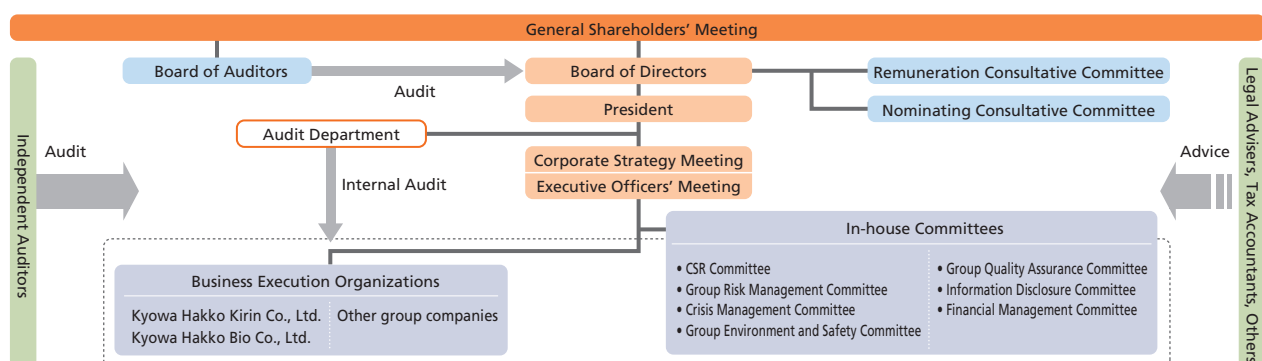 General Shareholders' Meeting
Board of Auditors
Audit
Board of Directors
Remuneration Consultative Committee
Nominating Consultative Committee
President
Audit Department
Internal Audit
Corporate Strategy Meeting
Executive Officers' Meeting
Independent Auditors
Audit
Advice
Legal Advisers, Tax Accountants, Others
Business Execution Organizations
Kyowa Hakko Kirin Co., Ltd.
Kyowa Hakko Bio Co., Ltd.
Other group companies
In-house Committees
• CSR Committee
• Group Risk Management Committee
• Crisis Management Committee
• Group Environment and Safety Committee
• Group Quality Assurance Committee
• Information Disclosure Committee
• Financial Management Committee